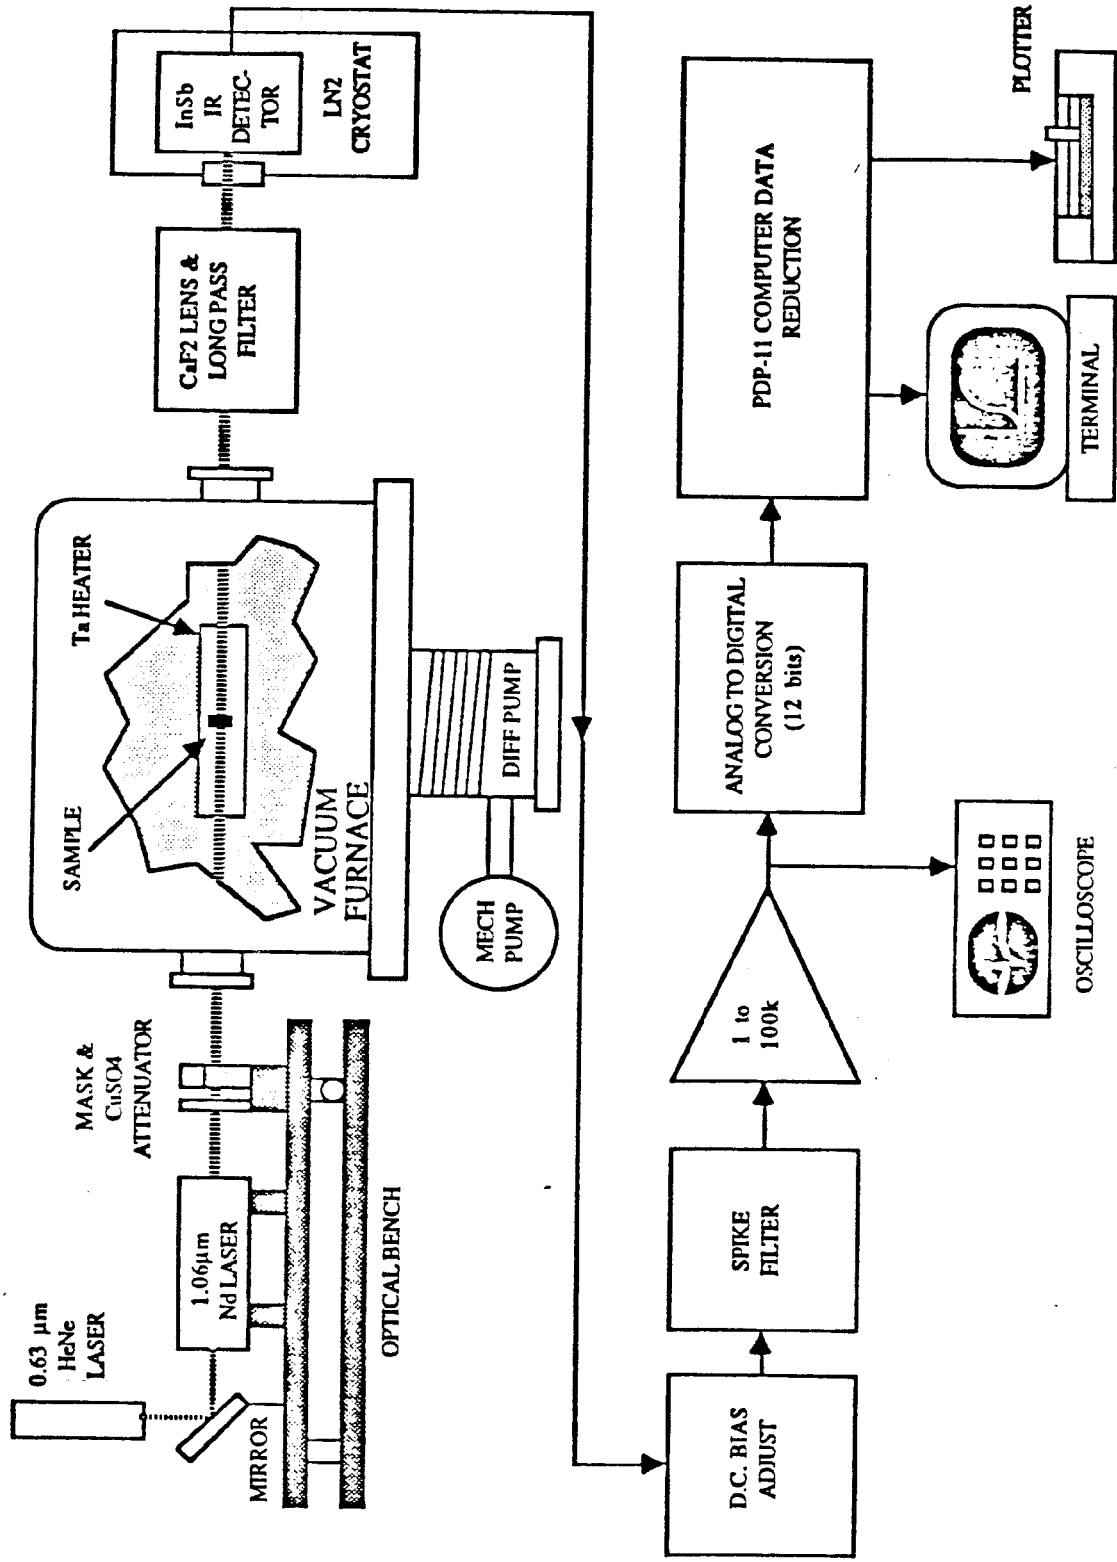 0.63 μm
HeNe
LASER
MIRROR
1.06μm
Nd LASER
MASK &
CuSO4
ATTENUATOR
OPTICAL BENCH
SAMPLE
Ta HEATER
VACUUM
FURNACE
MECH
PUMP
DIFF PUMP
CaF2 LENS &
LONG PASS
FILTER
InSb
IR
DETEC-
TOR
LN2
CRYOSTAT
D.C. BIAS
ADJUST
SPIKE
FILTER
1 to
100k
OSCILLOSCOPE
ANALOG TO DIGITAL
CONVERSION
(12 bits)
PDP-11 COMPUTER DATA
REDUCTION
TERMINAL
PLOTTER